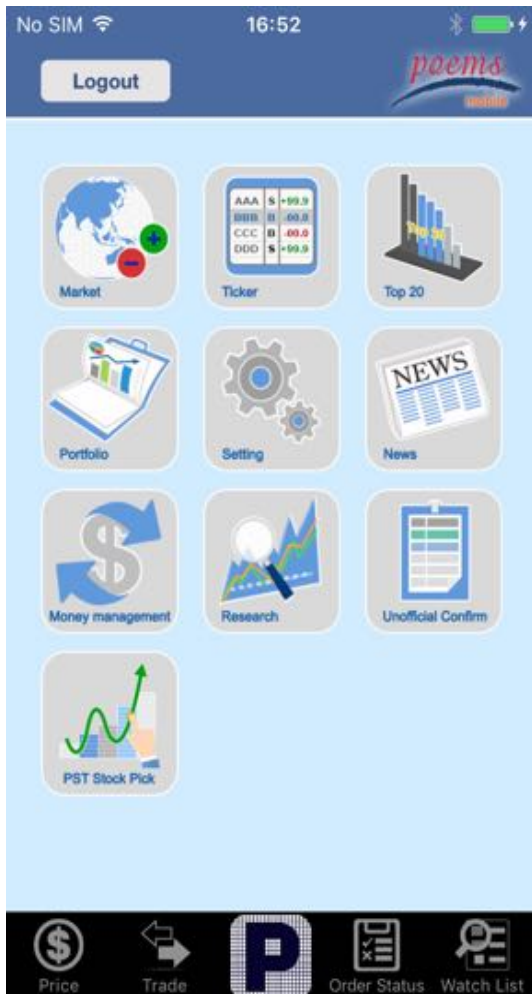 No SIM 16:52
Logout
poems
mobile
AAA S +99.9
BBB B -00.0
CCC B -00.0
DDD S +99.9
Top 20
Market Ticker Top 20
NEWS
Portfolio Setting News
$
Money management Research Unofficial Confirm
PST Stock Pick
$ P
Price Trade Order Status Watch List